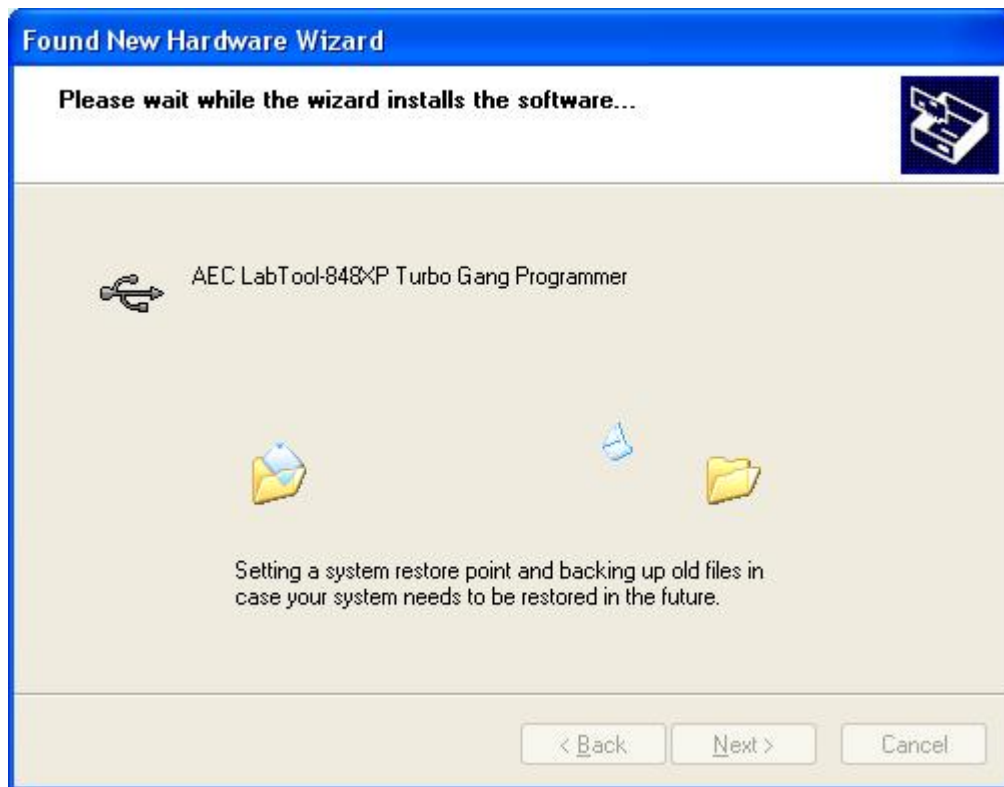 Found New Hardware Wizard
Please wait while the wizard installs the software...
AEC LabTool-848XP Turbo Gang Programmer
Setting a system restore point and backing up old files in
case your system needs to be restored in the future.
< Back
Next >
Cancel